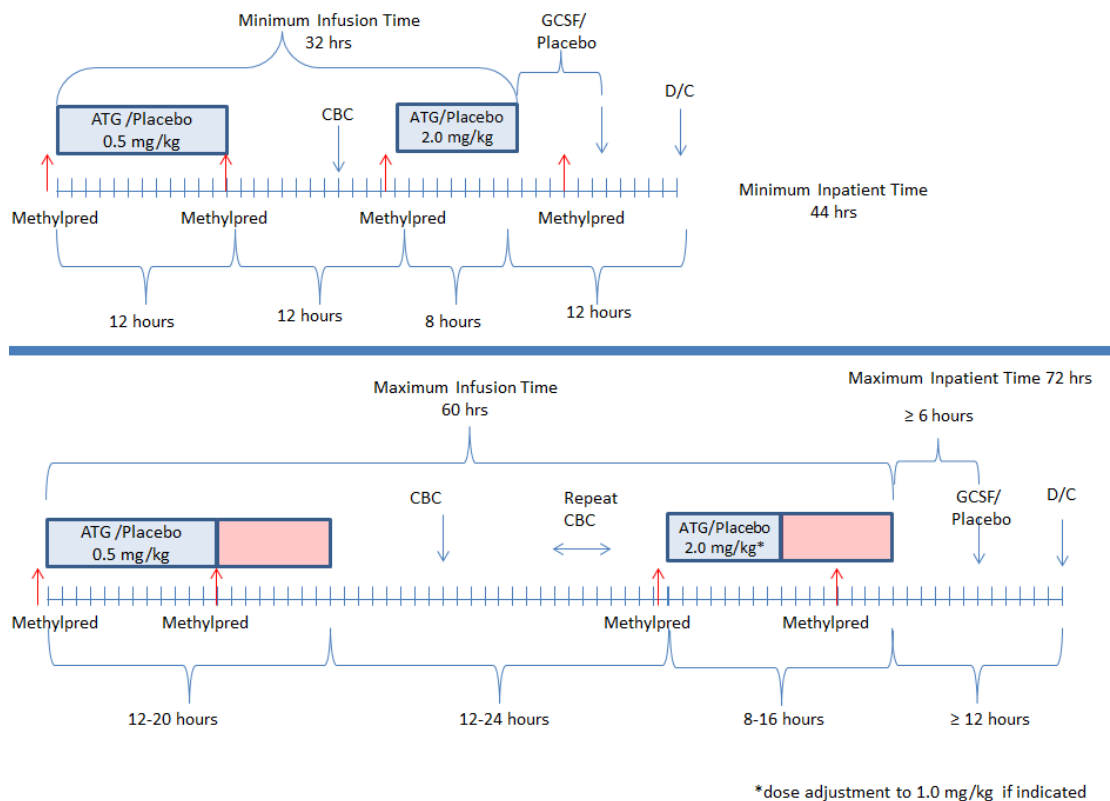 Minimum Infusion Time
32 hrs
GCSF/
Placebo
D/C
CBC
ATG /Placebo
0.5 mg/kg
ATG/Placebo
2.0 mg/kg
Minimum Inpatient Time
44 hrs
Methylpred
Methylpred
Methylpred
Methylpred
12 hours
12 hours
8 hours
12 hours
Maximum Infusion Time
60 hrs
Maximum Inpatient Time 72 hrs
≥ 6 hours
CBC
Repeat
CBC
GCSF/
Placebo
D/C
ATG /Placebo
0.5 mg/kg
ATG/Placebo
2.0 mg/kg*
Methylpred
Methylpred
Methylpred
Methylpred
12-20 hours
12-24 hours
8-16 hours
≥ 12 hours
*dose adjustment to 1.0 mg/kg if indicated